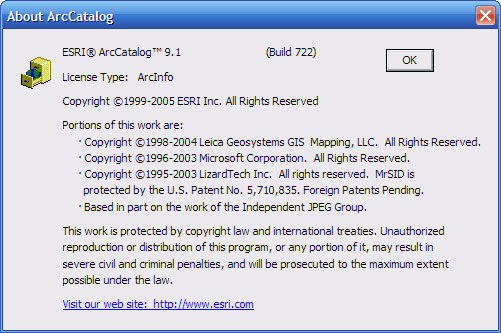 About ArcCatalog
ESRI® ArcCatalog™ 9.1 (Build 722)
OK
License Type: ArcInfo
Copyright ©1999-2005 ESRI Inc. All Rights Reserved
Portions of this work are:
· Copyright ©1998-2004 Leica Geosystems GIS Mapping, LLC. All Rights Reserved.
· Copyright ©1996-2003 Microsoft Corporation. All Rights Reserved.
· Copyright ©1995-2003 LizardTech Inc. All rights reserved. MrSID is
protected by the U.S. Patent No. 5,710,835. Foreign Patents Pending.
· Based in part on the work of the Independent JPEG Group.
This work is protected by copyright law and international treaties. Unauthorized
reproduction or distribution of this program, or any portion of it, may result in
severe civil and criminal penalties, and will be prosecuted to the maximum extent
possible under the law.
Visit our web site: http://www.esri.com